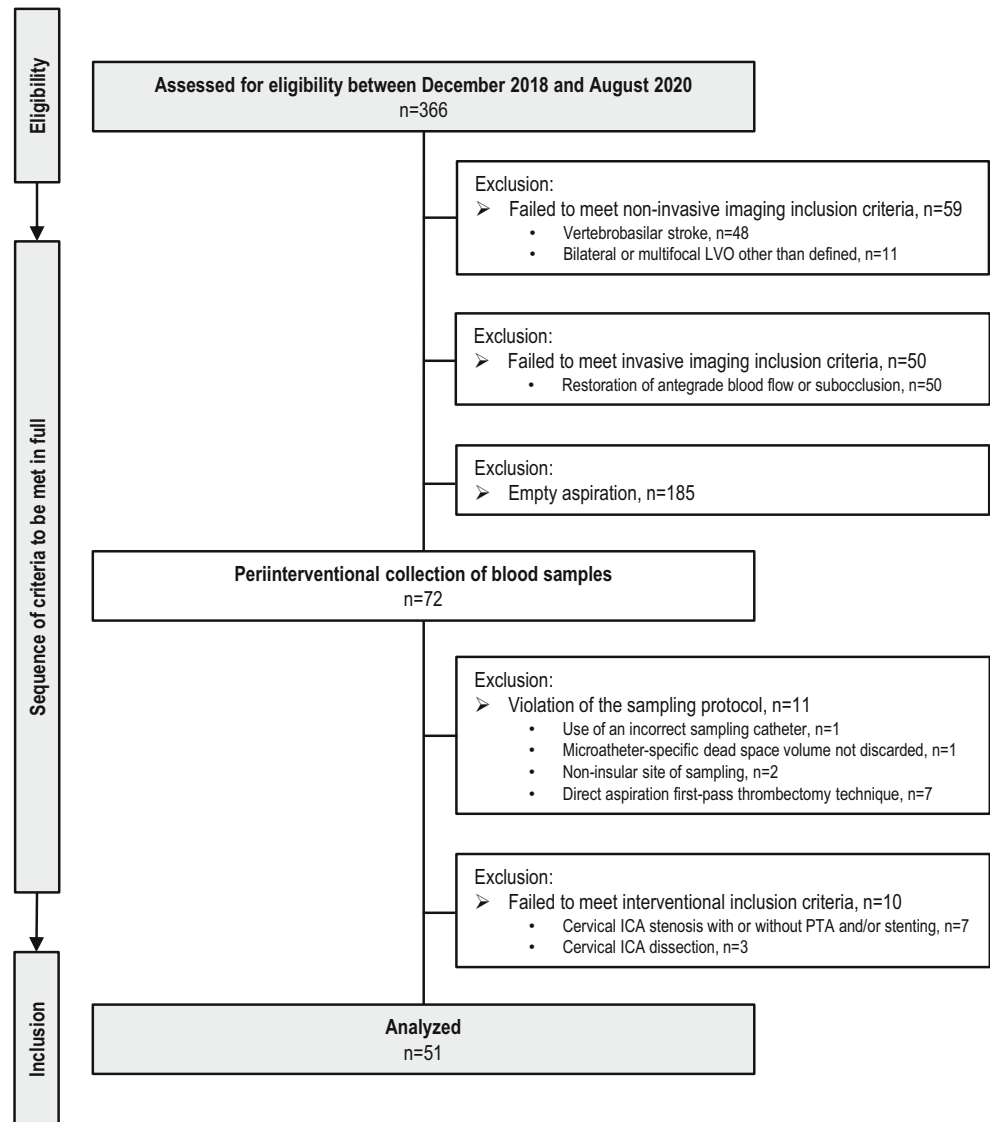 Eligibility
Assessed for eligibility between December 2018 and August 2020
n=366
Exclusion:
➢ Failed to meet non-invasive imaging inclusion criteria, n=59
• Vertebrobasilar stroke, n=48
• Bilateral or multifocal LVO other than defined, n=11
Exclusion:
➢ Failed to meet invasive imaging inclusion criteria, n=50
• Restoration of antegrade blood flow or subocclusion, n=50
Exclusion:
➢ Empty aspiration, n=185
Sequence of criteria to be met in full
Periinterventional collection of blood samples
n=72
Exclusion:
➢ Violation of the sampling protocol, n=11
• Use of an incorrect sampling catheter, n=1
• Microatheter-specific dead space volume not discarded, n=1
• Non-insular site of sampling, n=2
• Direct aspiration first-pass thrombectomy technique, n=7
Exclusion:
➢ Failed to meet interventional inclusion criteria, n=10
• Cervical ICA stenosis with or without PTA and/or stenting, n=7
• Cervical ICA dissection, n=3
Inclusion
Analyzed
n=51